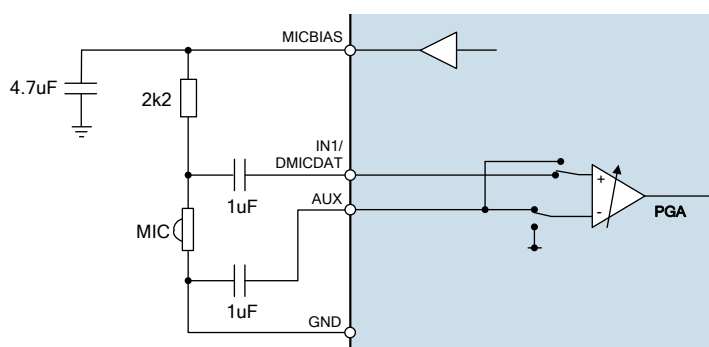 MICBIAS
4.7uF
2k2
IN1/
DMICDAT
1uF
AUX
+
-
PGA
MIC
1uF
GND